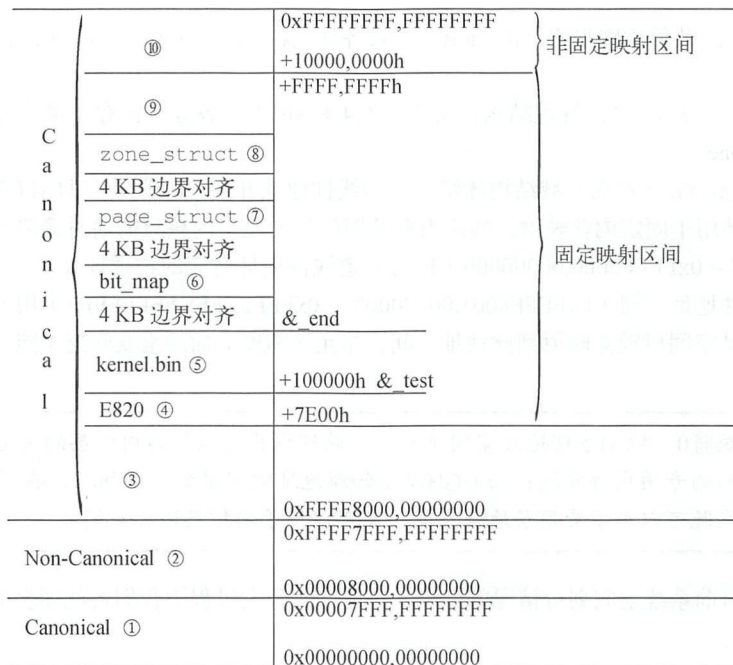 0xFFFFFFFF,FFFFFFFF
⑩
非固定映射区间
+10000,0000h
+FFFF,FFFFh
⑨
Canonical
zone_struct ⑧
4 KB 边界对齐
page_struct ⑦
4 KB 边界对齐
固定映射区间
bit_map ⑥
4 KB 边界对齐 &_end
kernel.bin ⑤
+100000h &_test
E820 ④ +7E00h
③
0xFFFF8000,00000000
0xFFFF7FFF,FFFFFFFF
Non-Canonical ②
0x00008000,00000000
0x00007FFF,FFFFFFFF
Canonical ①
0x00000000,00000000